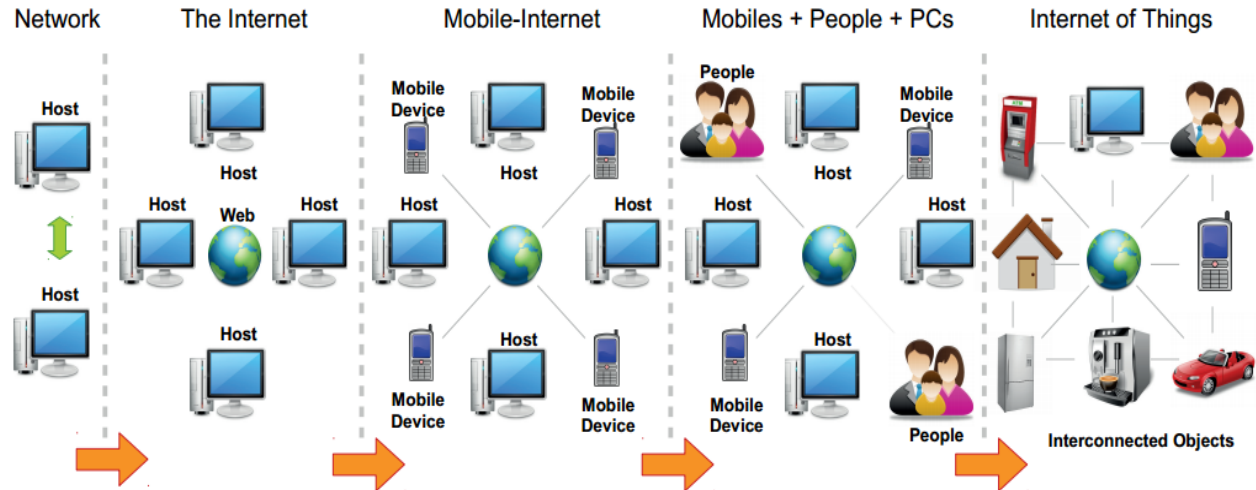 Network
The Internet
Mobile-Internet
Mobiles + People + PCs
Internet of Things
Host
Host
Host
Host
Web
Host
Host
Mobile
Device
Mobile
Device
Host
Host
Host
Mobile
Device
Host
Mobile
Device
People
Mobile
Device
Host
Host
Host
Mobile
Device
Host
People
ATM
Interconnected Objects